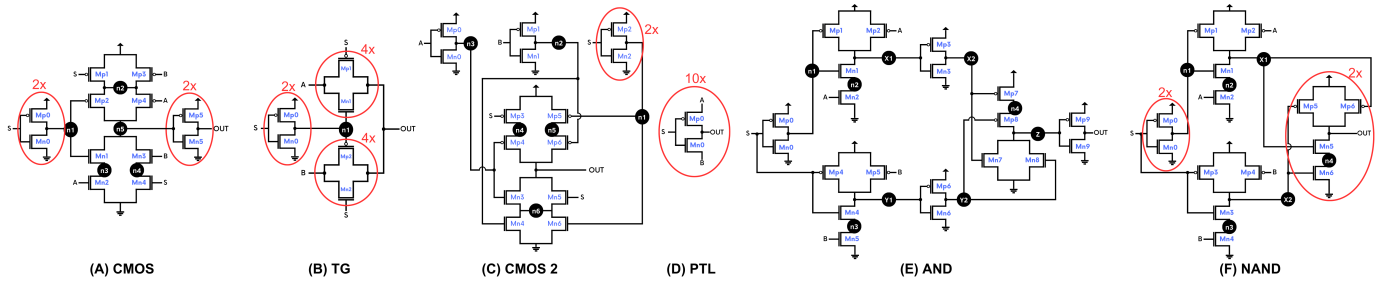 2x
S
Mp0
Mn0
n1
Mp1
Mp3
S
B
n2
Mp2
Mp4
A
n5
Mn1
Mn3
B
n3
n4
A
Mn2
Mn4
S
2x
Mp5
Mn5
OUT
(A) CMOS
2x
S
Mp0
Mn0
S
4x
Mp1
A
Mn1
n1
OUT
4x
Mp2
B
Mn2
S
(B) TG
Mp0
A
n3
Mn0
Mp1
B
n2
Mn1
2x
Mp2
S
Mn2
S
Mp3
Mp5
n4
n5
n1
Mp4
Mp6
OUT
Mn3
Mn5
S
n6
Mn4
Mn6
(C) CMOS 2
10x
A
Mp0
S
OUT
Mn0
B
(D) PTL
Mp1
Mp2
A
X1
Mp3
X2
n1
Mn1
Mn3
n2
A
Mn2
Mp7
n4
Mp0
S
Mn0
Mp8
Z
Mp9
OUT
Mn9
Mn7
Mn8
Mp4
Mp5
B
Mp6
Y1
Y2
Mn4
Mn6
n3
B
Mn5
(E) AND
Mp1
Mp2
A
X1
n1
Mn1
n2
A
Mn2
2x
S
Mp0
Mn0
2x
Mp5
Mp6
OUT
Mn5
n4
Mn6
Mp3
Mp4
B
X2
Mn3
n3
B
Mn4
(F) NAND